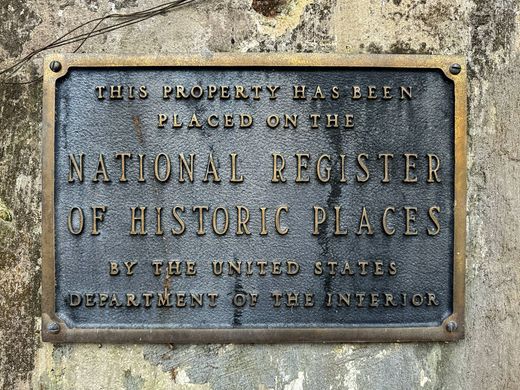 THIS PROPERTY HAS BEEN
PLACED ON THE
NATIONAL REGISTER
OF HISTORIC PLACES
BY THE UNITED STATES
DEPARTMENT OF THE INTERIOR